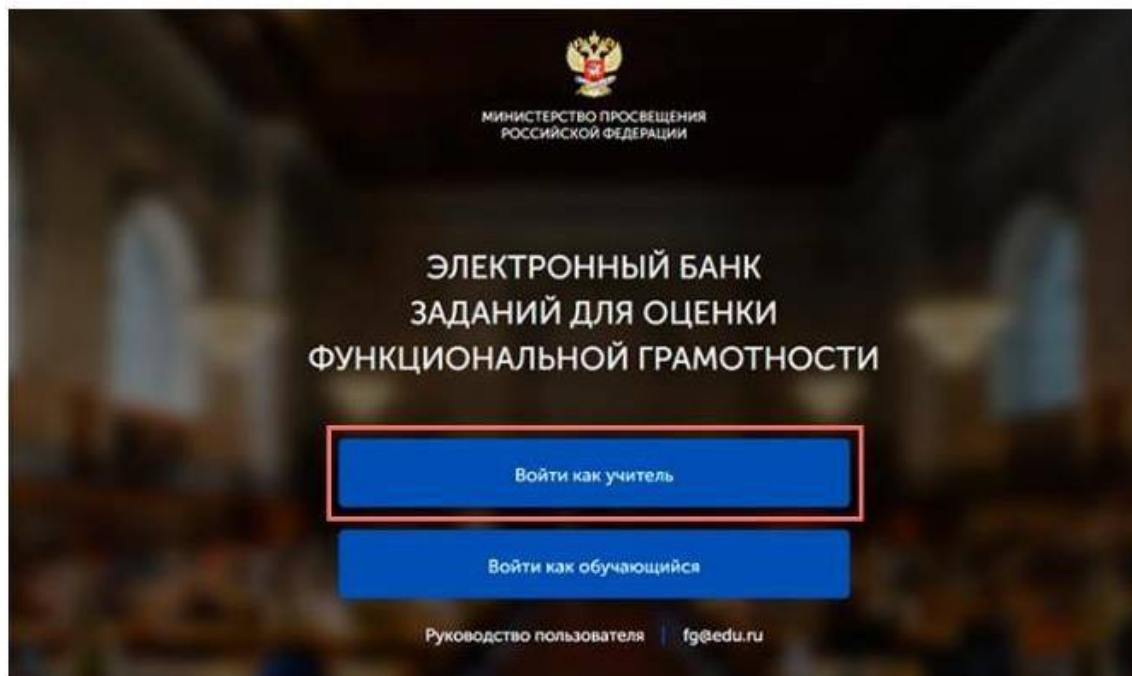 МИНИСТЕРСТВО ПРОСВЕЩЕНИЯ
РОССИЙСКОЙ ФЕДЕРАЦИИ
ЭЛЕКТРОННЫЙ БАНК
ЗАДАНИЙ ДЛЯ ОЦЕНКИ
ФУНКЦИОНАЛЬНОЙ ГРАМОТНОСТИ
Войти как учитель
Войти как обучающийся
Руководство пользователя | fg@edu.ru